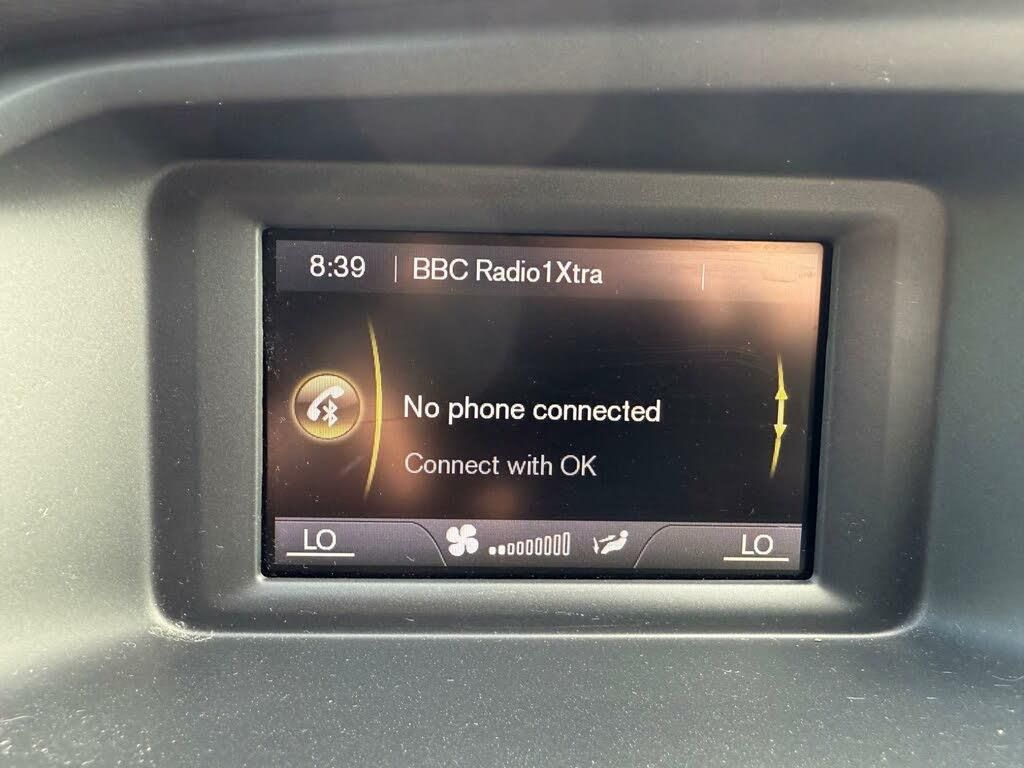 8:39 BBC Radio1Xtra
No phone connected
Connect with OK
LO LO